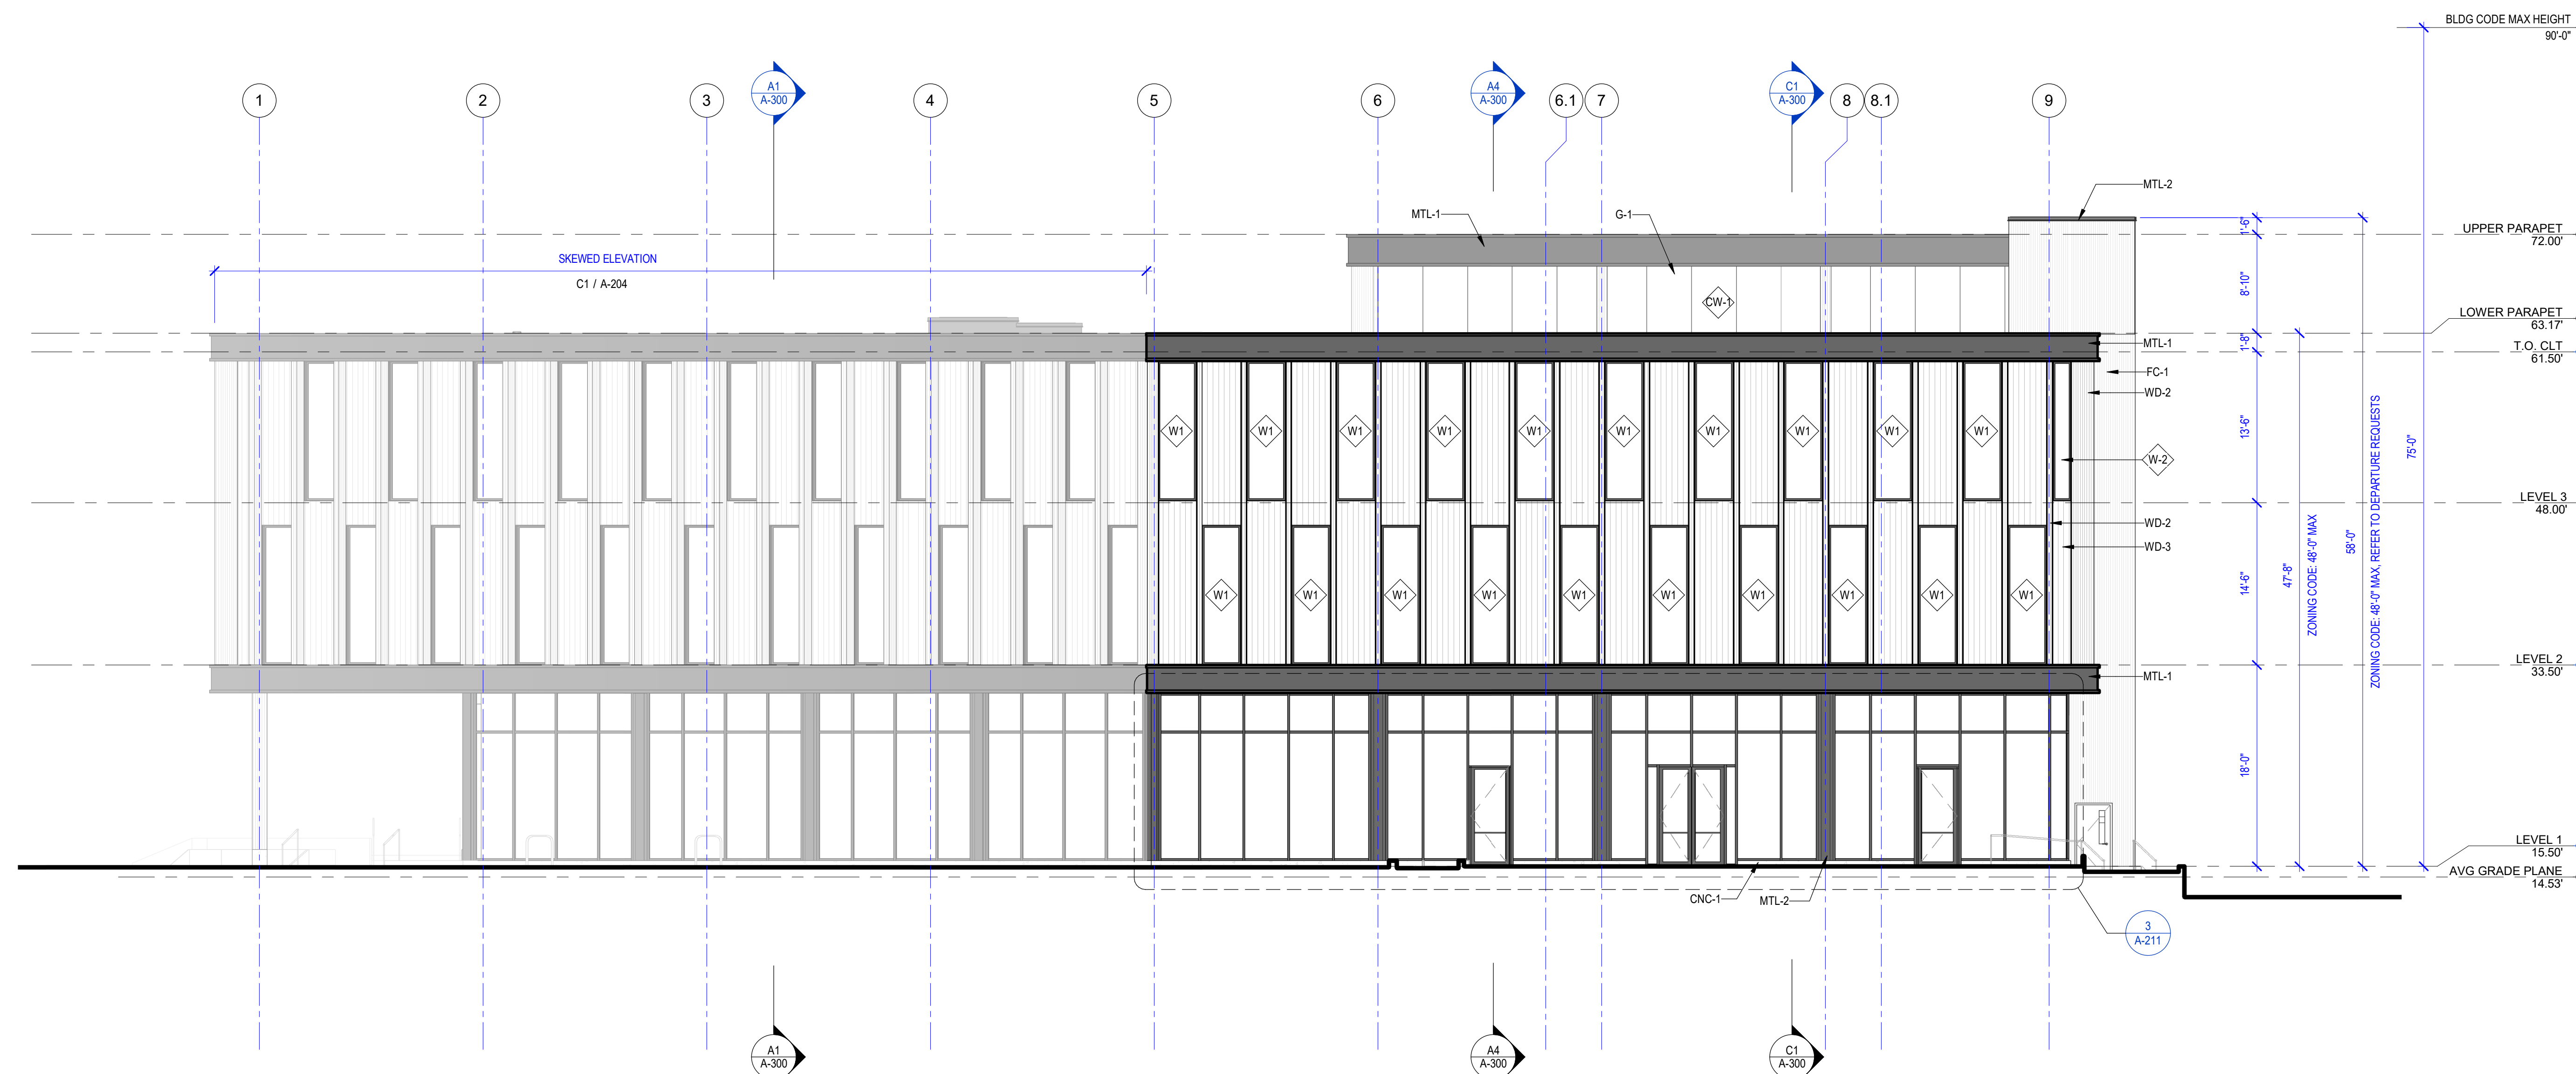 BLDG CODE MAX HEIGHT
90'-0"
1
2
3
A1
A-300
4
5
6
A4
A-300
6.1
7
C1
A-300
8
8.1
9
MTL-2
MTL-1
G-1
UPPER PARAPET
72.00'
1'-6"
SKEWED ELEVATION
C1 / A-204
8'-10"
CW-1
LOWER PARAPET
63.17'
MTL-1
1'-8"
T.O. CLT
61.50'
FC-1
WD-2
W1
W1
W1
W1
W1
W1
W1
W1
W1
W1
13'-6"
W-2
75'-0"
LEVEL 3
48.00'
WD-2
WD-3
ZONING CODE: 48'-0" MAX
ZONING CODE: 48'-0" MAX, REFER TO DEPARTURE REQUESTS
58'-0"
47'-8"
14'-6"
W1
W1
W1
W1
W1
W1
W1
W1
W1
W1
LEVEL 2
33.50'
MTL-1
18'-0"
LEVEL 1
15.50'
AVG GRADE PLANE
14.53'
CNC-1
MTL-2
3
A-211
A1
A-300
A4
A-300
C1
A-300